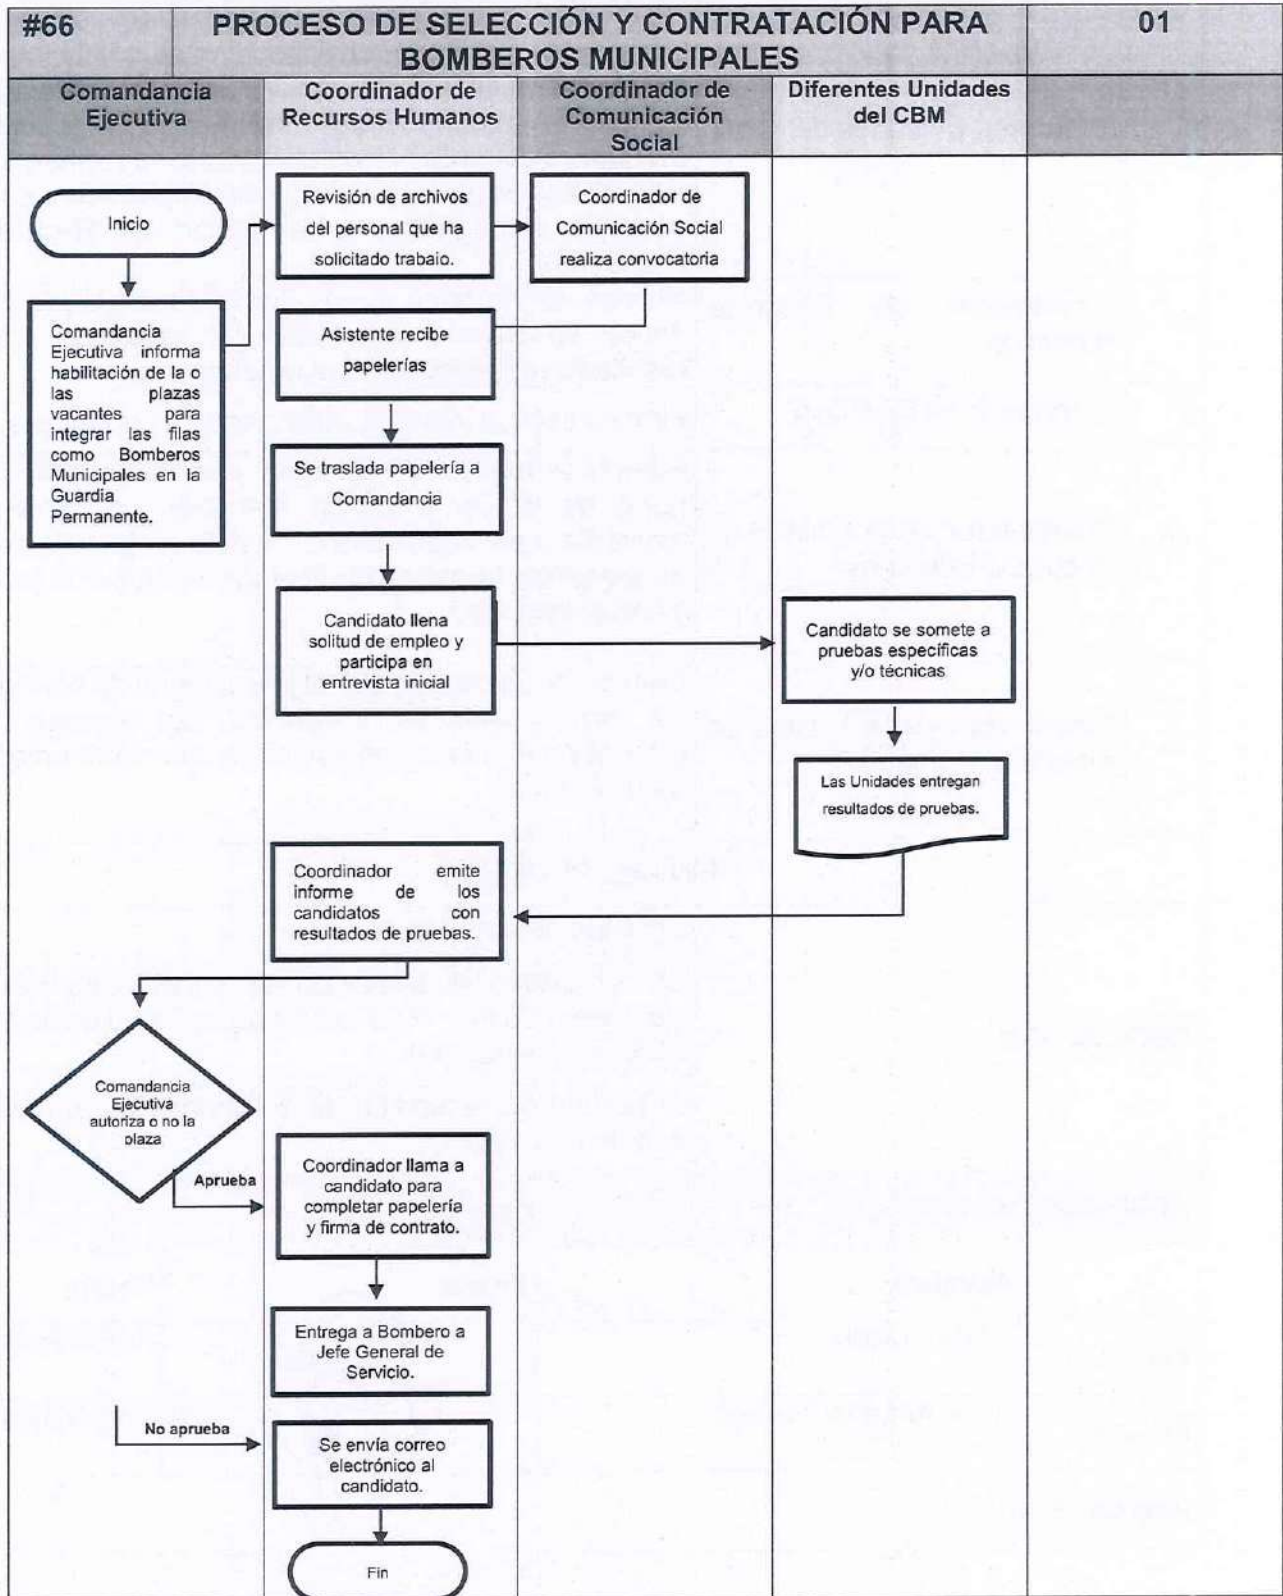 #66
PROCESO DE SELECCIÓN Y CONTRATACIÓN PARA
BOMBEROS MUNICIPALES
01
Comandancia
Ejecutiva
Coordinador de
Recursos Humanos
Coordinador de
Comunicación
Social
Diferentes Unidades
del CBM
Inicio
Revisión de archivos
del personal que ha
solicitado trabaio.
Coordinador de
Comunicación Social
realiza convocatoria
Comandancia
Ejecutiva informa
habilitación de la o
las plazas
vacantes para
integrar las filas
como Bomberos
Municipales en la
Guardia
Permanente.
Asistente recibe
papelerías
Se traslada papelería a
Comandancia
Candidato llena
solitud de empleo y
participa en
entrevista inicial
Candidato se somete a
pruebas específicas
y/o técnicas
Las Unidades entregan
resultados de pruebas.
Coordinador emite
informe de los
candidatos con
resultados de pruebas.
Comandancia
Ejecutiva
autoriza o no la
plaza
Aprueba
Coordinador llama a
candidato para
completar papelería
y firma de contrato.
Entrega a Bombero a
Jefe General de
Servicio.
No aprueba
Se envía correo
electrónico al
candidato.
Fin